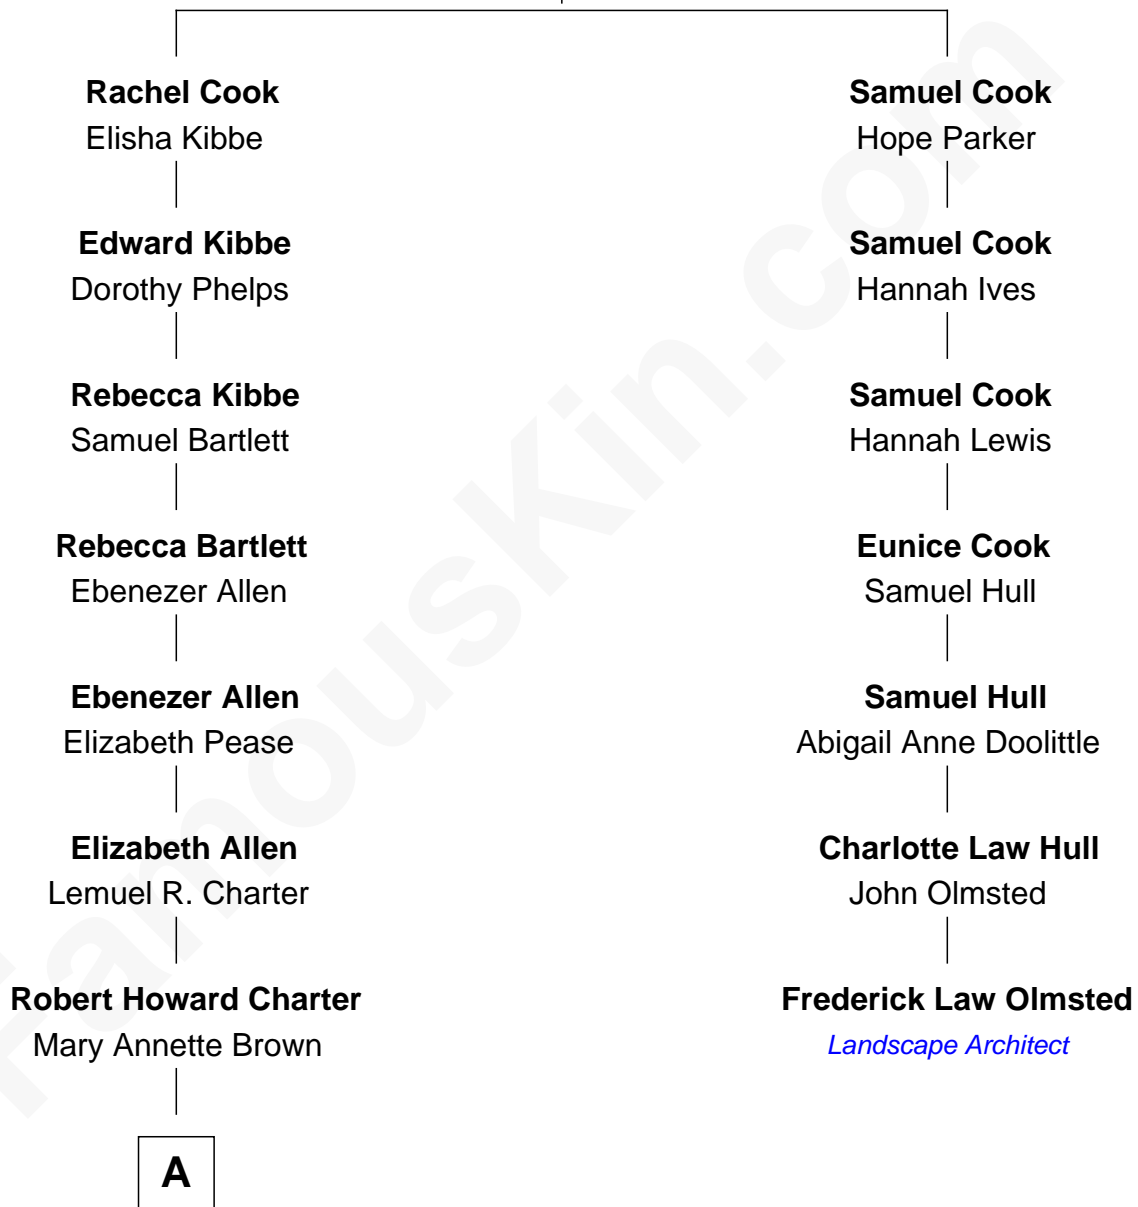 Rachel Cook
Elisha Kibbe
Samuel Cook
Hope Parker
Edward Kibbe
Dorothy Phelps
Samuel Cook
Hannah Ives
Rebecca Kibbe
Samuel Bartlett
Samuel Cook
Hannah Lewis
Rebecca Bartlett
Ebenezer Allen
Eunice Cook
Samuel Hull
Ebenezer Allen
Elizabeth Pease
Samuel Hull
Abigail Anne Doolittle
Elizabeth Allen
Lemuel R. Charter
Charlotte Law Hull
John Olmsted
Robert Howard Charter
Mary Annette Brown
Frederick Law Olmsted
Landscape Architect
A
FamousKin.com